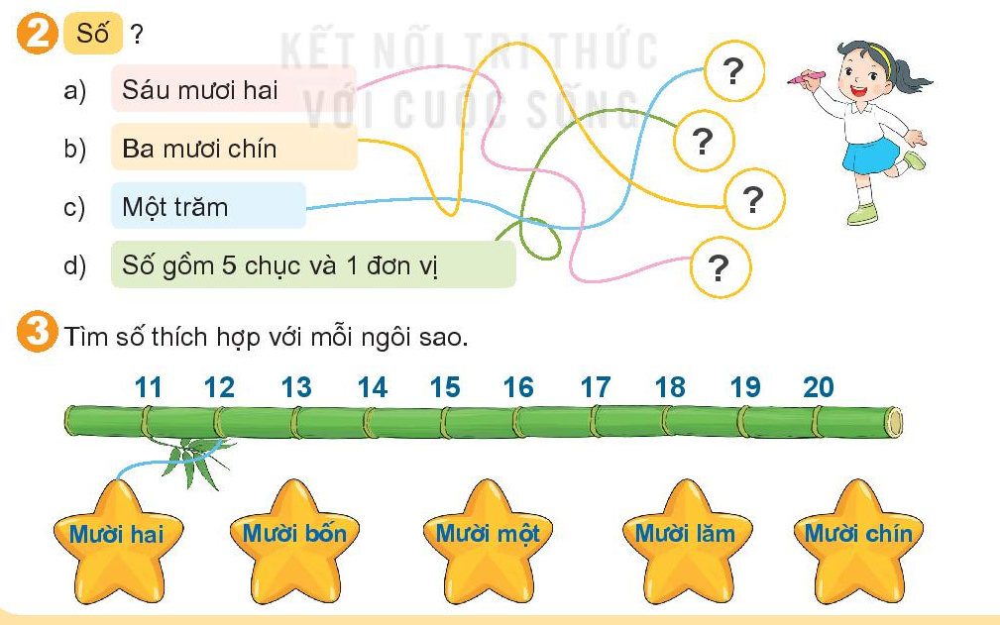 2 Số ?
KẾT NỐI TRI THỨC
VỚI CUỘC SỐNG
a) Sáu mươi hai
b) Ba mươi chín
c) Một trăm
d) Số gồm 5 chục và 1 đơn vị
?
?
?
?
3 Tìm số thích hợp với mỗi ngôi sao.
11 12 13 14 15 16 17 18 19 20
Mười hai Mười bốn Mười một Mười lăm Mười chín